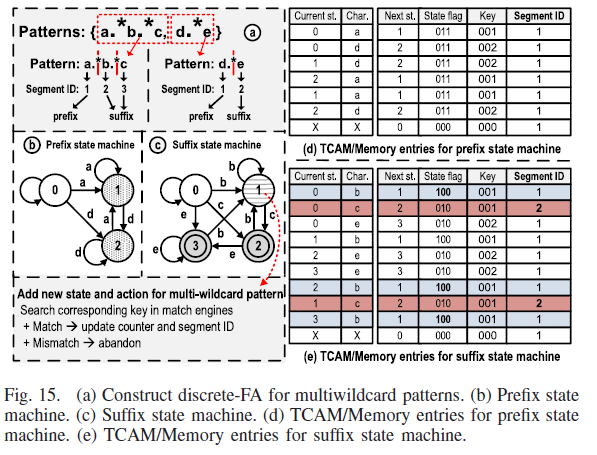 Patterns: {a.*b.*c, d.*e} a
Pattern: a.*b.*c Pattern: d.*e
Segment ID: 1 2 3 Segment ID: 1 2
prefix suffix prefix suffix
b Prefix state machine
0 1 2 a a d a d d
c Suffix state machine
0 1 2 3 b b b c b c e b e e
Add new state and action for multi-wildcard pattern
Search corresponding key in match engines
+ Match → update counter and segment ID
+ Mismatch → abandon
Current st. Char. Next st. State flag Key Segment ID
0 a 1 011 001 1
0 d 2 011 002 1
1 d 2 011 002 1
2 a 1 011 001 1
1 a 1 011 001 1
2 d 2 011 002 1
X X 0 000 000 1
(d) TCAM/Memory entries for prefix state machine
Current st. Char. Next st. State flag Key Segment ID
0 b 1 100 001 1
0 c 2 010 001 2
0 e 3 010 002 1
1 b 1 100 001 1
2 e 3 010 002 1
3 e 3 010 002 1
2 b 1 100 001 1
1 c 2 010 001 2
3 b 1 100 001 1
X X 0 000 000 1
(e) TCAM/Memory entries for suffix state machine
Fig. 15. (a) Construct discrete-FA for multiwildcard patterns. (b) Prefix state
machine. (c) Suffix state machine. (d) TCAM/Memory entries for prefix state
machine. (e) TCAM/Memory entries for suffix state machine.